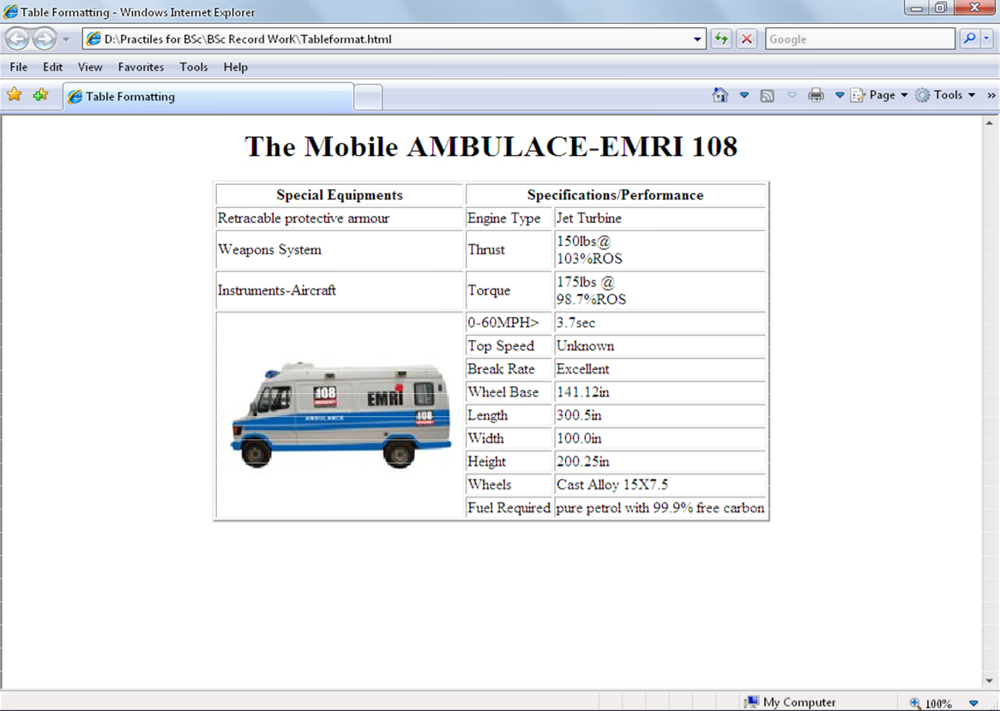 Table Formatting - Windows Internet Explorer
D:\Practiles for BSc\BSc Record WorK\Tableformat.html
Google
File Edit View Favorites Tools Help
Table Formatting
Page Tools »
The Mobile AMBULACE-EMRI 108
Special Equipments Specifications/Performance
Retracable protective armour Engine Type Jet Turbine
Weapons System Thrust 150lbs@
103%ROS
Instruments-Aircraft Torque 175lbs @
98.7%ROS
0-60MPH> 3.7sec
Top Speed Unknown
Break Rate Excellent
Wheel Base 141.12in
Length 300.5in
Width 100.0in
Height 200.25in
Wheels Cast Alloy 15X7.5
Fuel Required pure petrol with 99.9% free carbon
108
EMRI
AMBULANCE
108
My Computer 100%